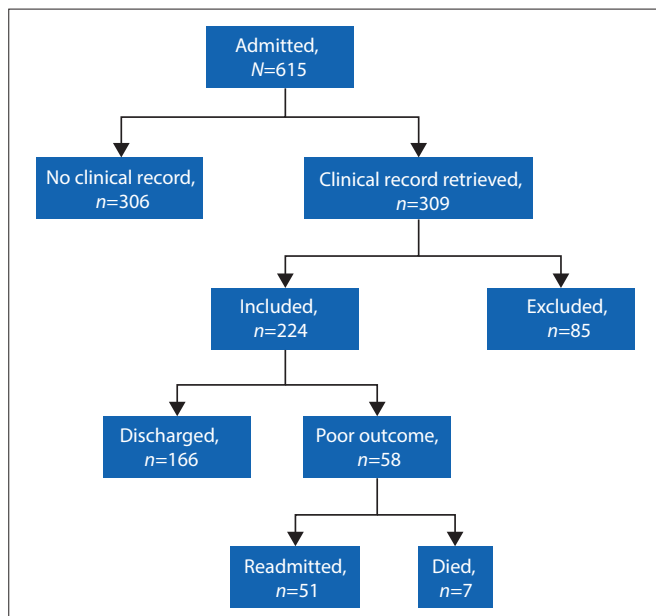 Admitted,
N=615
No clinical record,
n=306
Clinical record retrieved,
n=309
Included,
n=224
Excluded,
n=85
Discharged,
n=166
Poor outcome,
n=58
Readmitted,
n=51
Died,
n=7